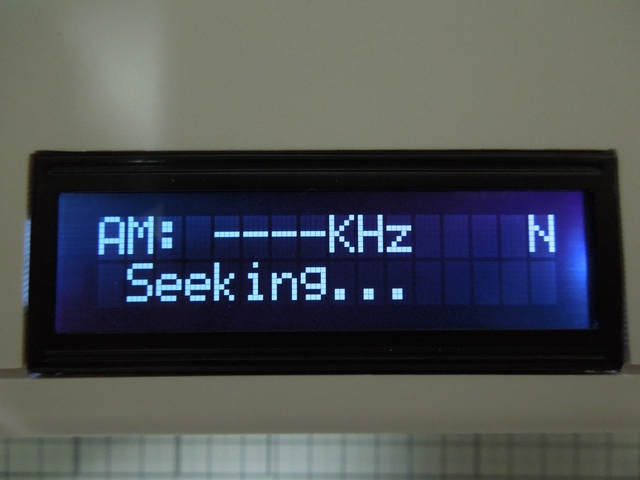 AM: ----KHz N
Seeking...